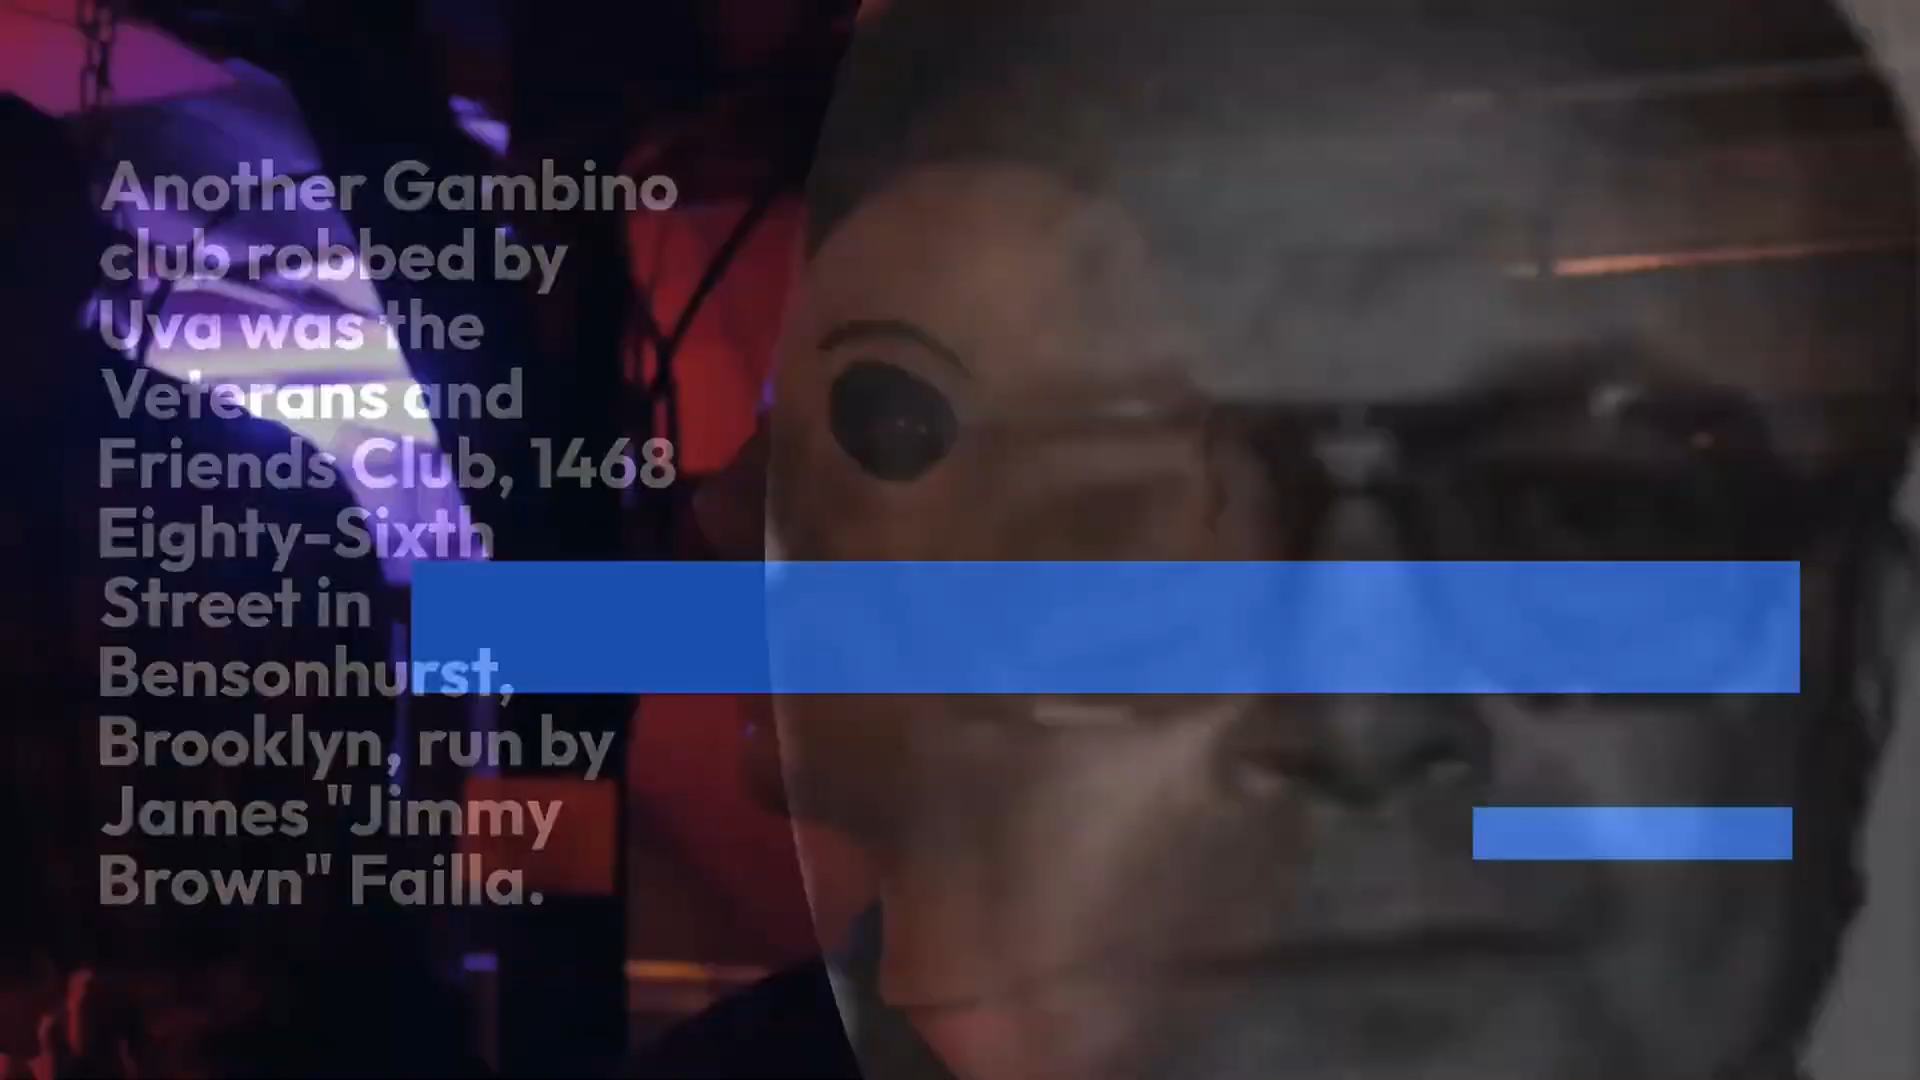 Another Gambino
club robbed by
Uva was the
Veterans and
Friends Club, 1468
Eighty-Sixth
Street in
Bensonhurst,
Brooklyn, run by
James "Jimmy
Brown" Failla.